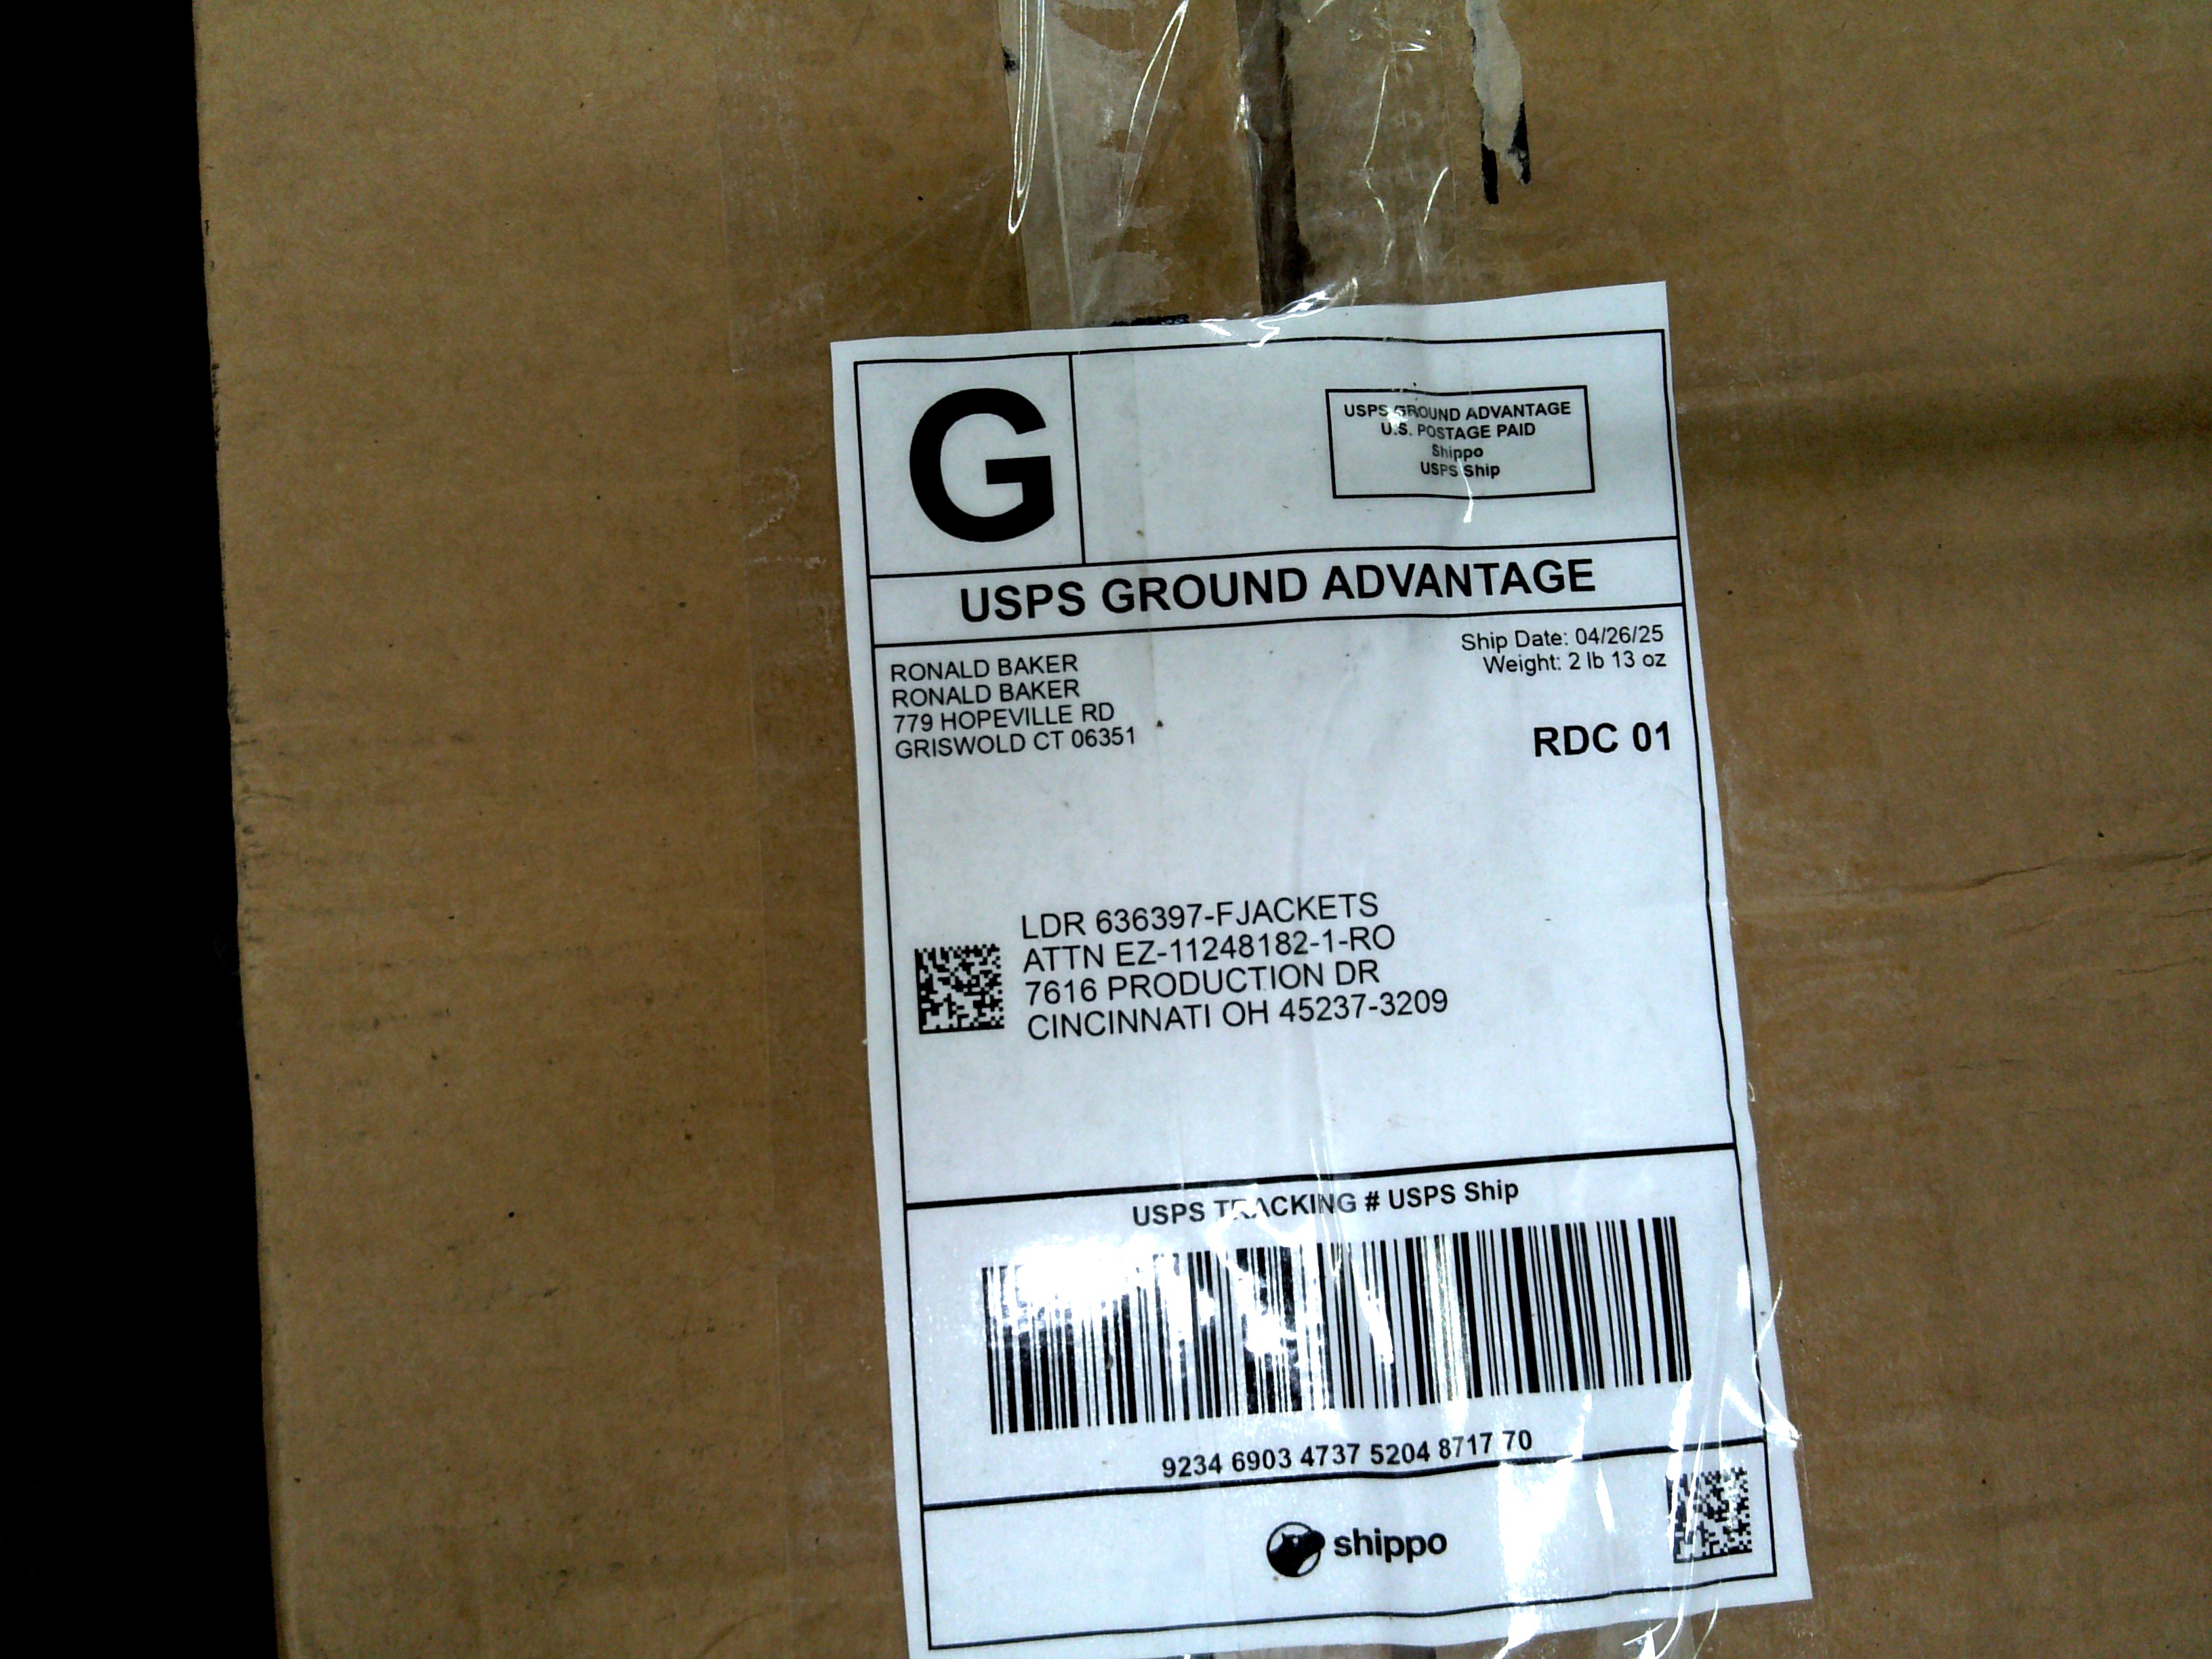 G
USPS GROUND ADVANTAGE
U.S. POSTAGE PAID
Shippo
USPS Ship
USPS GROUND ADVANTAGE
Ship Date: 04/26/25
Weight: 2 lb 13 oz
RONALD BAKER
RONALD BAKER
779 HOPEVILLE RD
GRISWOLD CT 06351
RDC 01
LDR 636397-FJACKETS
ATTN EZ-11248182-1-RO
7616 PRODUCTION DR
CINCINNATI OH 45237-3209
USPS TRACKING # USPS Ship
9234 6903 4737 5204 8717 70
shippo